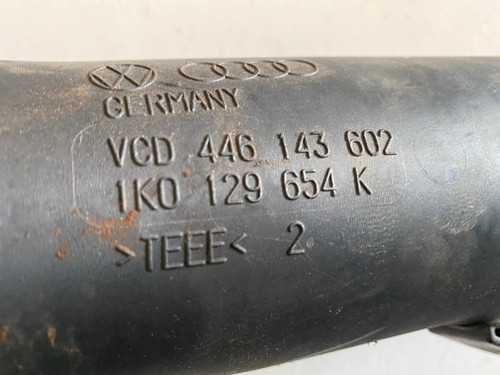 GERMANY
VCD 446 143 602
1K0 129 654 K
>TEEE< 2